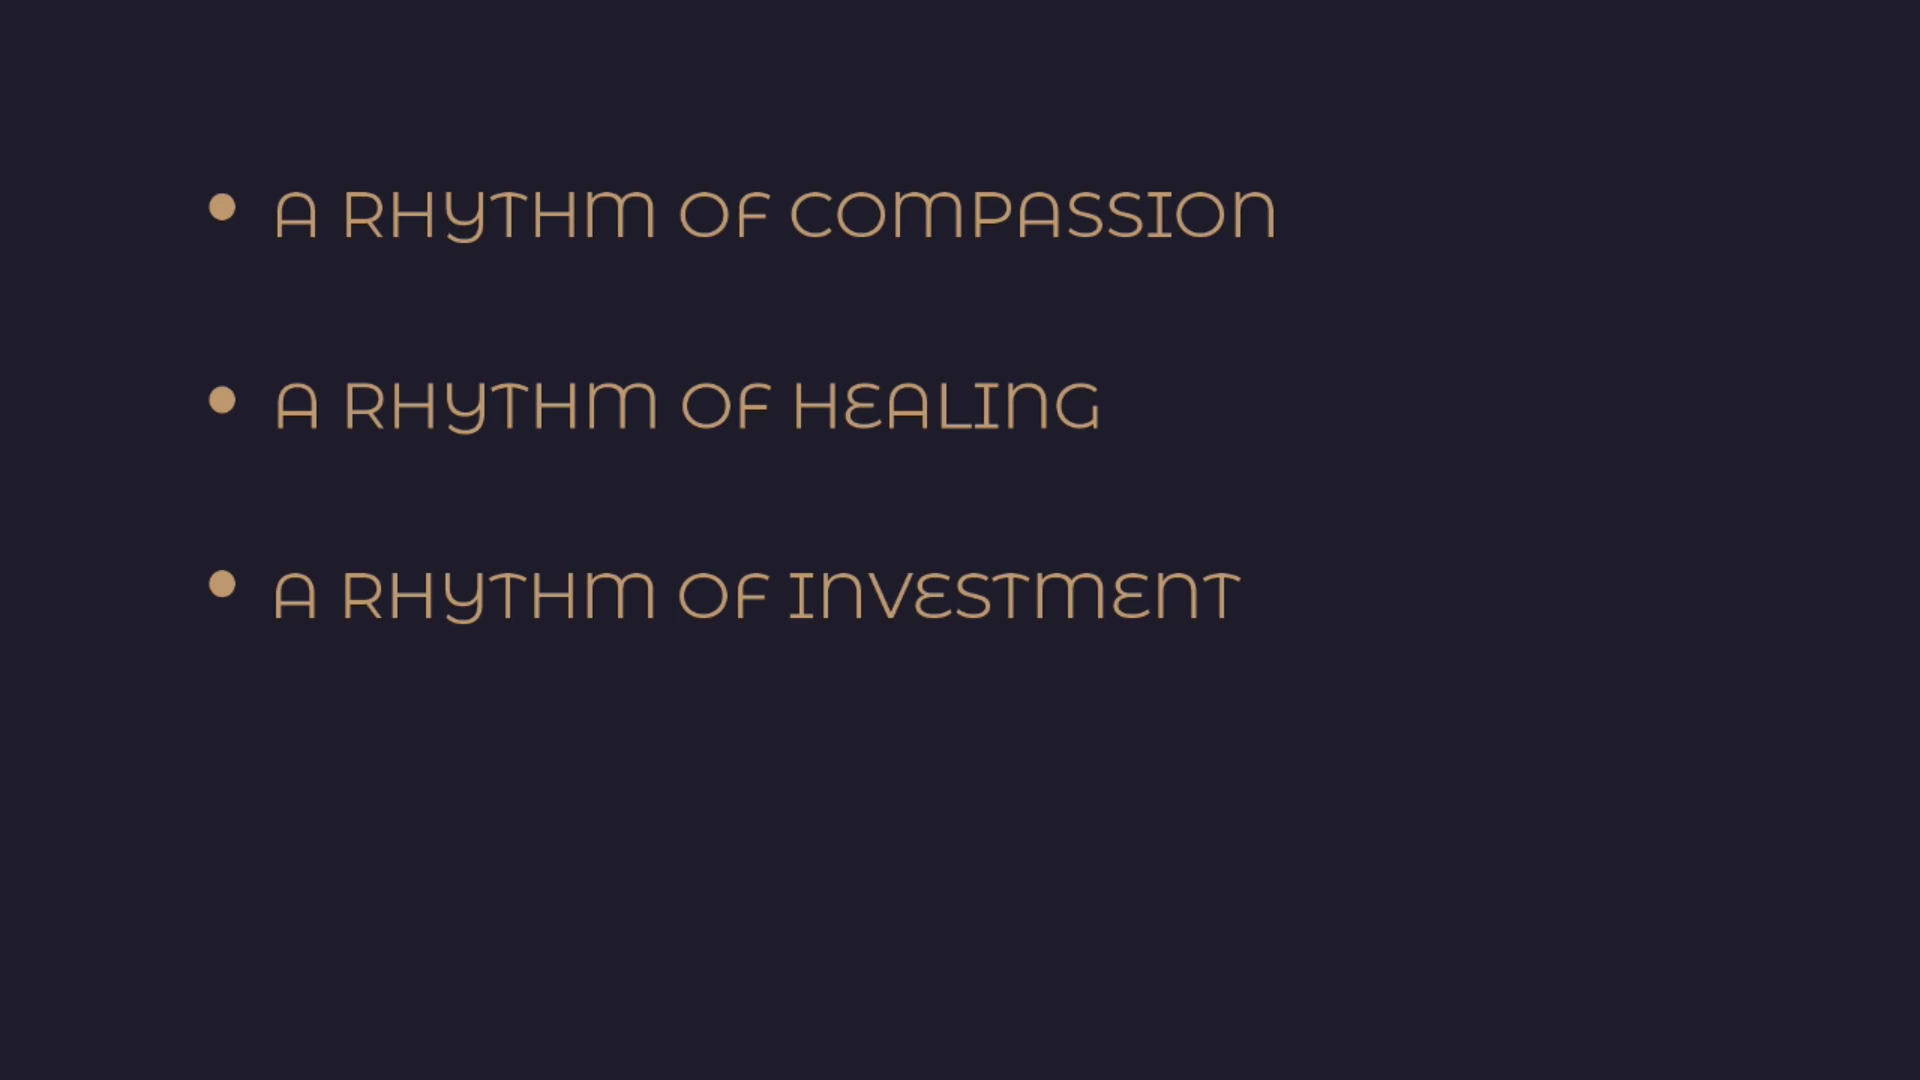 • A RHYTHM OF COMPASSION
• A RHYTHM OF HEALING
• A RHYTHM OF INVESTMENT